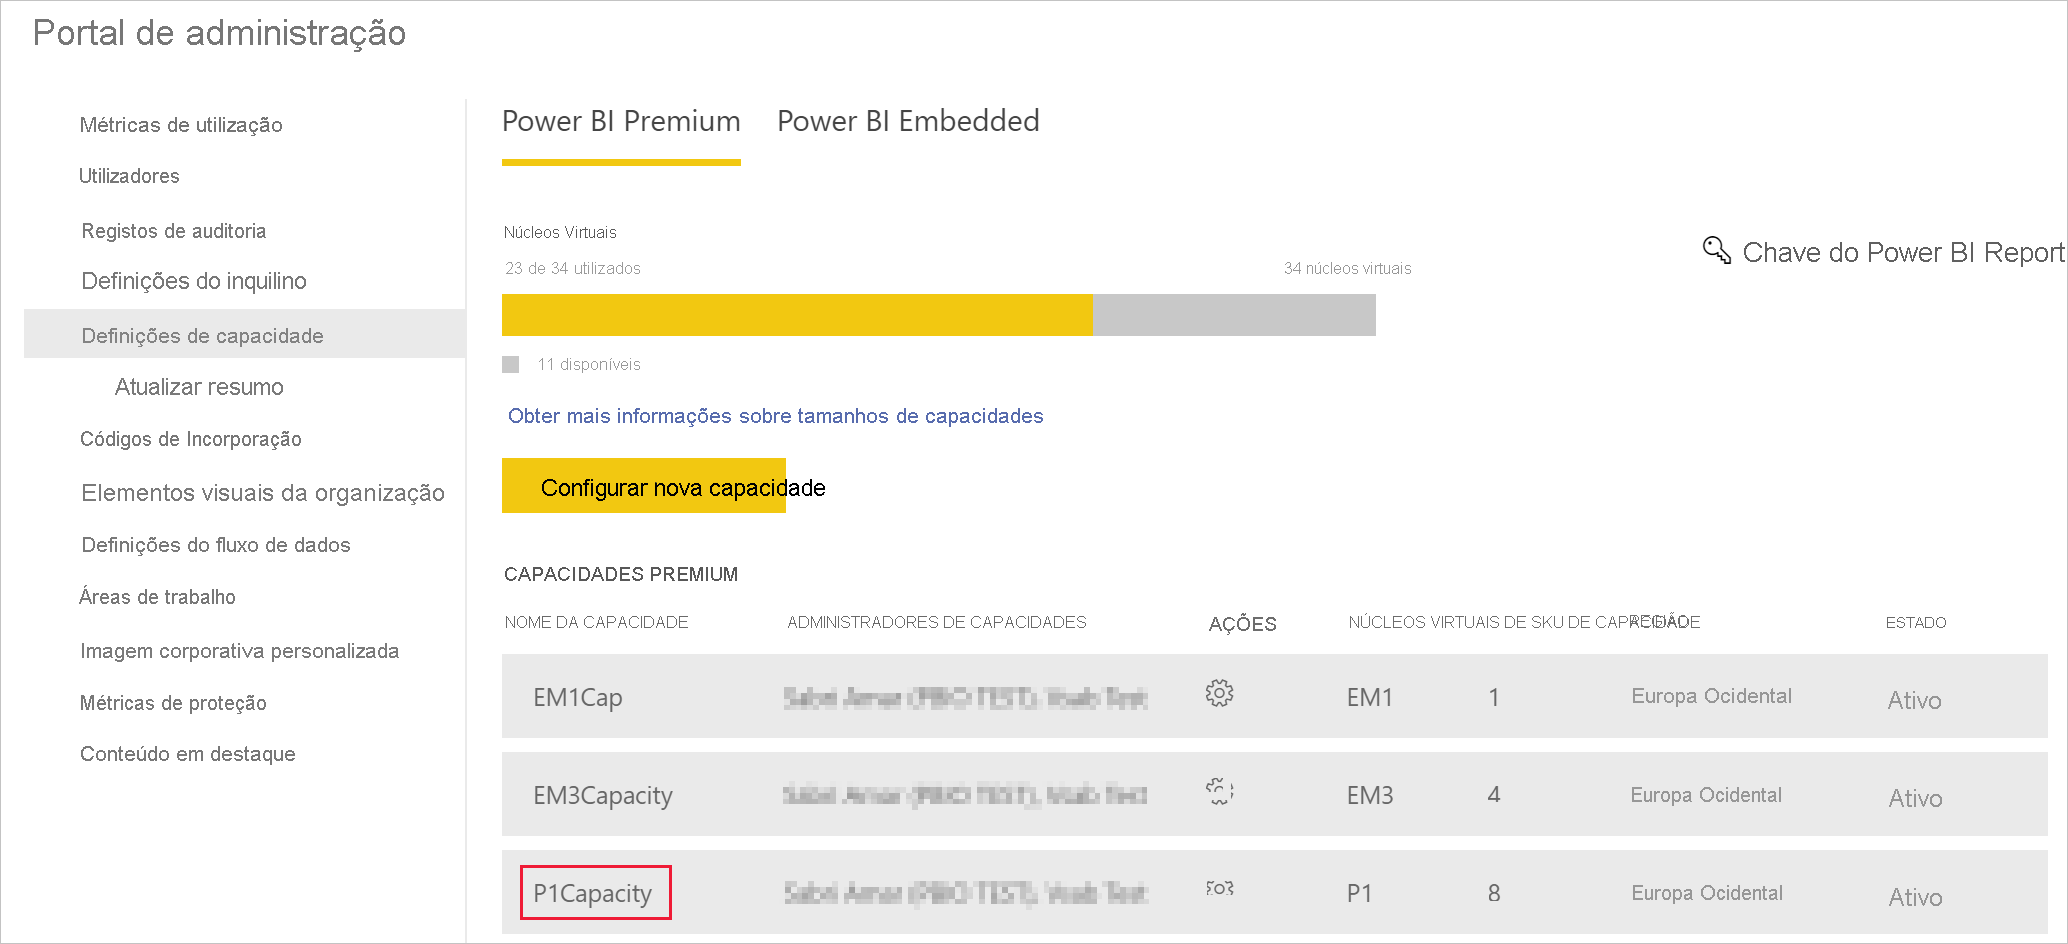 Portal de administração
Métricas de utilização
Utilizadores
Registos de auditoria
Definições do inquilino
Definições de capacidade
Atualizar resumo
Códigos de Incorporação
Elementos visuais da organização
Definições do fluxo de dados
Áreas de trabalho
Imagem corporativa personalizada
Métricas de proteção
Conteúdo em destaque
Power BI Premium Power BI Embedded
Núcleos Virtuais
23 de 34 utilizados 34 núcleos virtuais
11 disponíveis
Chave do Power BI Report
Obter mais informações sobre tamanhos de capacidades
Configurar nova capacidade
CAPACIDADES PREMIUM
NOME DA CAPACIDADE ADMINISTRADORES DE CAPACIDADES AÇÕES NÚCLEOS VIRTUAIS DE SKU DE CAPACIDADE REGIÃO ESTADO
EM1Cap EM1 1 Europa Ocidental Ativo
EM3Capacity EM3 4 Europa Ocidental Ativo
P1Capacity P1 8 Europa Ocidental Ativo